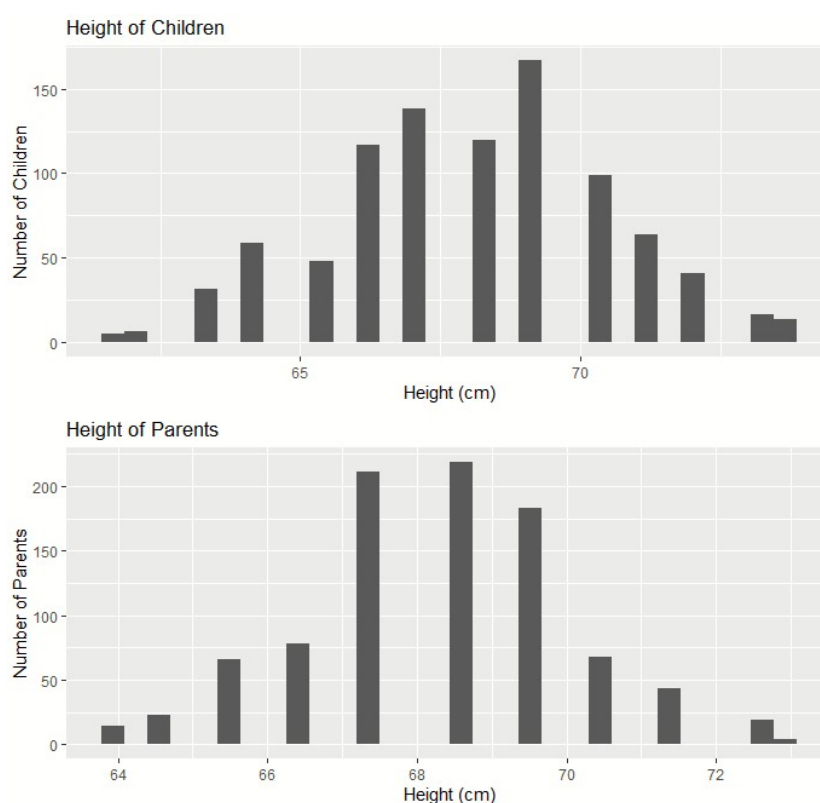 Height of Children
Number of Children
150
100
50
0
65 70
Height (cm)
Height of Parents
Number of Parents
200
150
100
50
0
64 66 68 70 72
Height (cm)